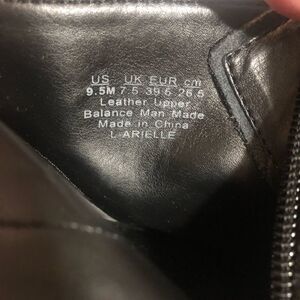 US UK EUR cm
9.5M 7.5 39.5 26.5
Leather Upper
Balance Man Made
Made in China
L-ARIELLE